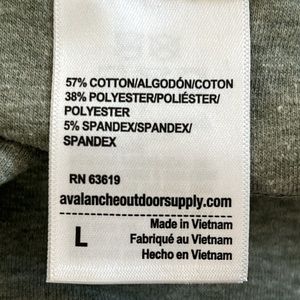 57% COTTON/ALGODÓN/COTON
38% POLYESTER/POLIÉSTER/
POLYESTER
5% SPANDEX/SPANDEX/
SPANDEX
RN 63619
avalancheoutdoorsupply.com
L
Made in Vietnam
Fabriqué au Vietnam
Hecho en Vietnam